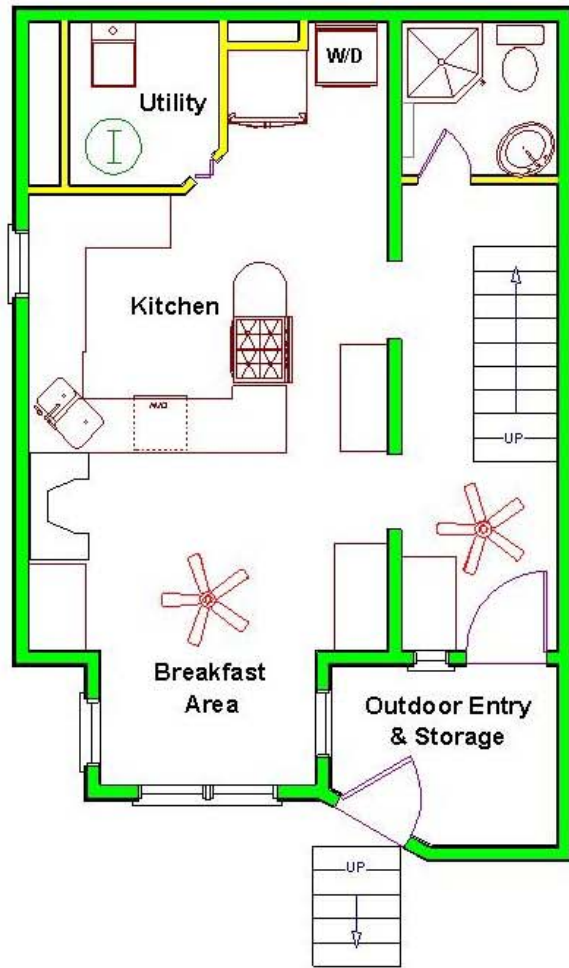 W/D
Utility
Kitchen
W/D
UP
Breakfast
Area
Outdoor Entry
& Storage
UP